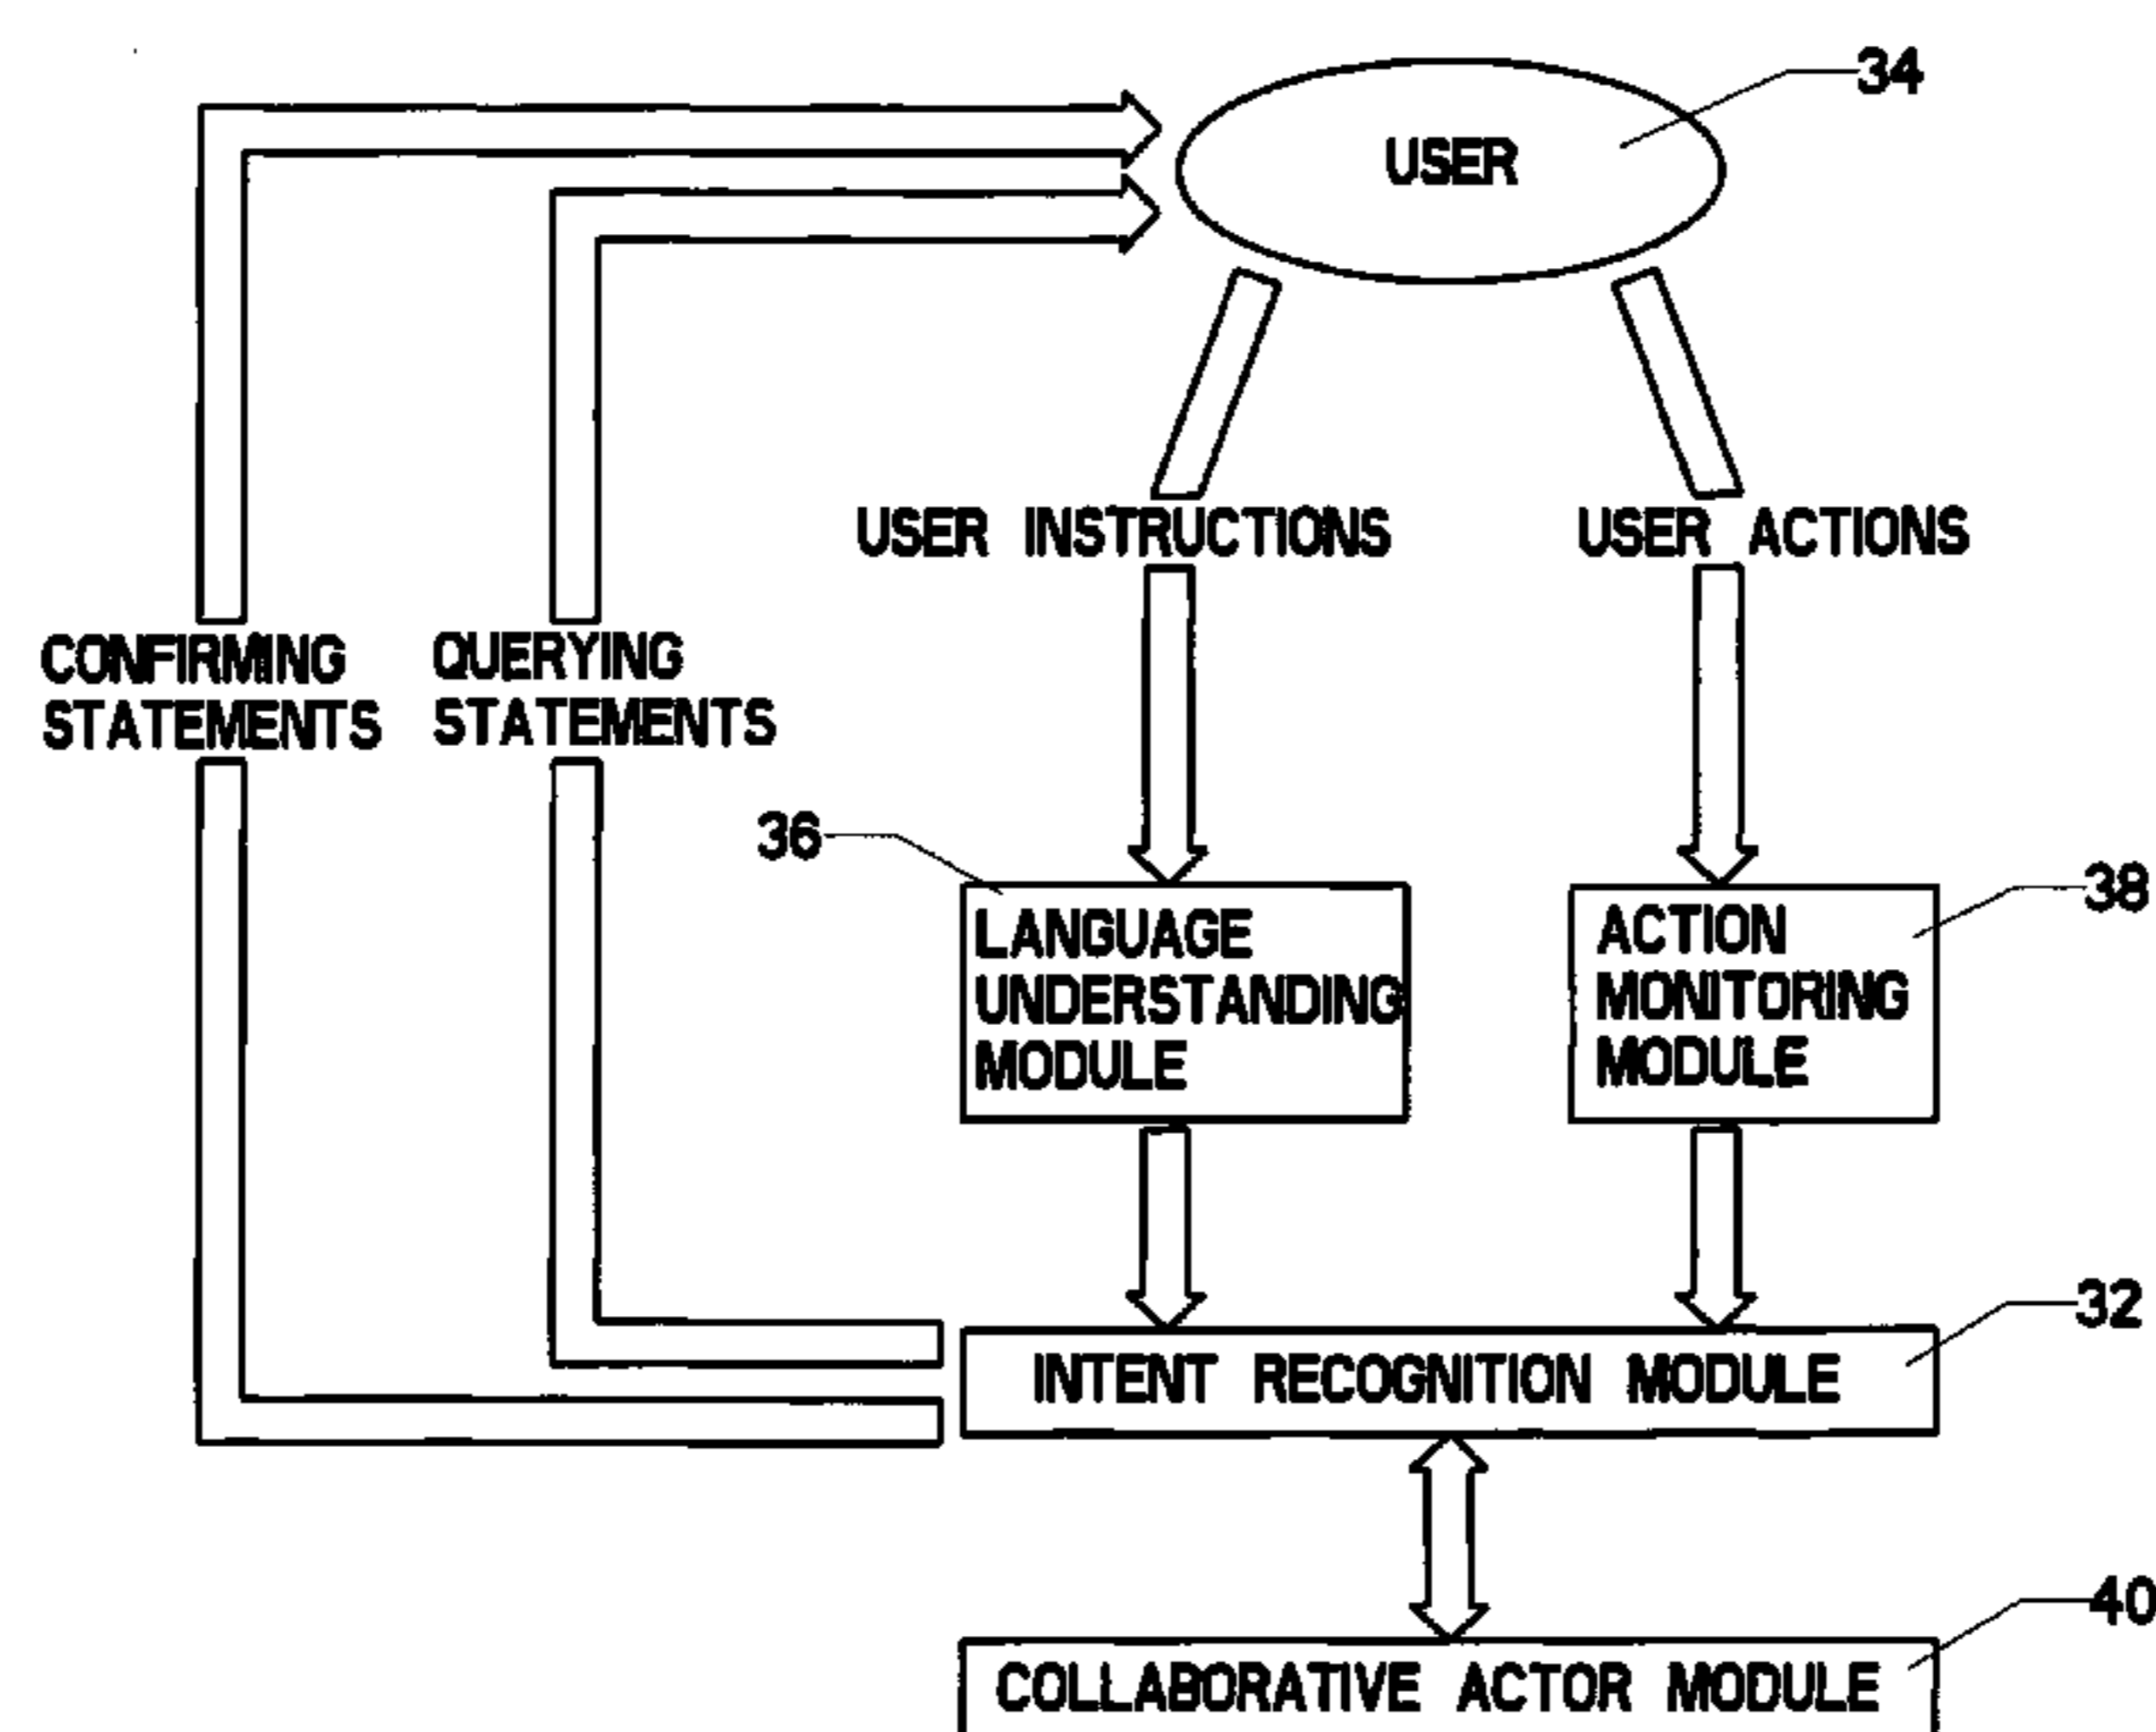 34
USER
USER INSTRUCTIONS
USER ACTIONS
CONFIRMING
STATEMENTS
QUERYING
STATEMENTS
36
LANGUAGE
UNDERSTANDING
MODULE
38
ACTION
MONITORING
MODULE
32
INTENT RECOGNITION MODULE
40
COLLABORATIVE ACTOR MODULE